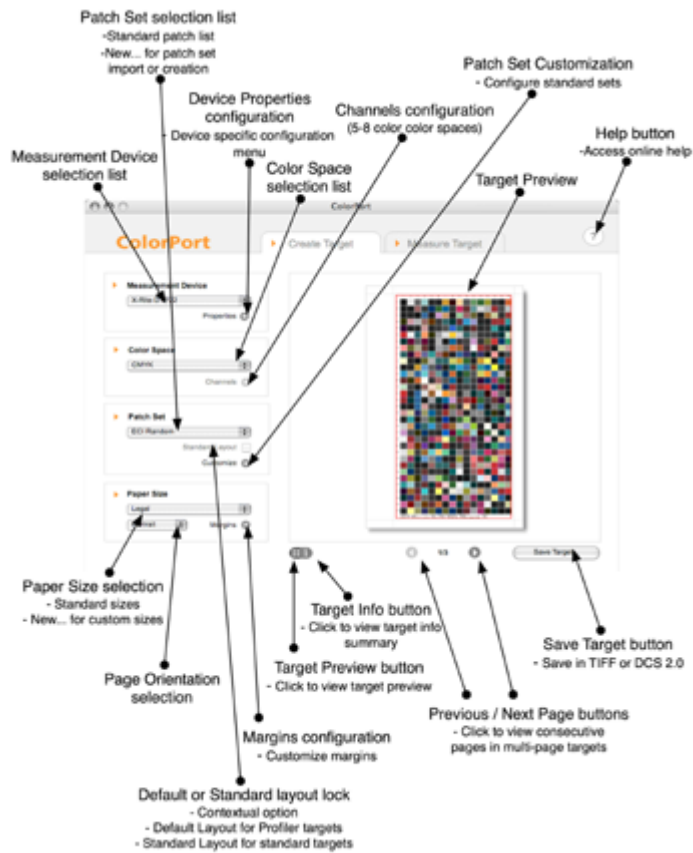 Patch Set selection list
-Standard patch list
-New... for patch set
import or creation
Patch Set Customization
- Configure standard sets
Device Properties
configuration
- Device specific configuration
menu
Channels configuration
(5-8 color color spaces)
Help button
-Access online help
Measurement Device
selection list
Color Space
selection list
Target Preview
ColorPort
ColorPort
Create Target
Measure Target
?
Measurement Device
Properties
Color Space
CMYK
Channels
Patch Set
ECI Random
Standard Layout
Customize
Paper Size
Legal
Margins
1/3
Save Target
Paper Size selection
- Standard sizes
- New... for custom sizes
Target Info button
- Click to view target info
summary
Save Target button
- Save in TIFF or DCS 2.0
Page Orientation
selection
Target Preview button
- Click to view target preview
Previous / Next Page buttons
- Click to view consecutive
pages in multi-page targets
Margins configuration
- Customize margins
Default or Standard layout lock
- Contextual option
- Default Layout for Profiler targets
- Standard Layout for standard targets